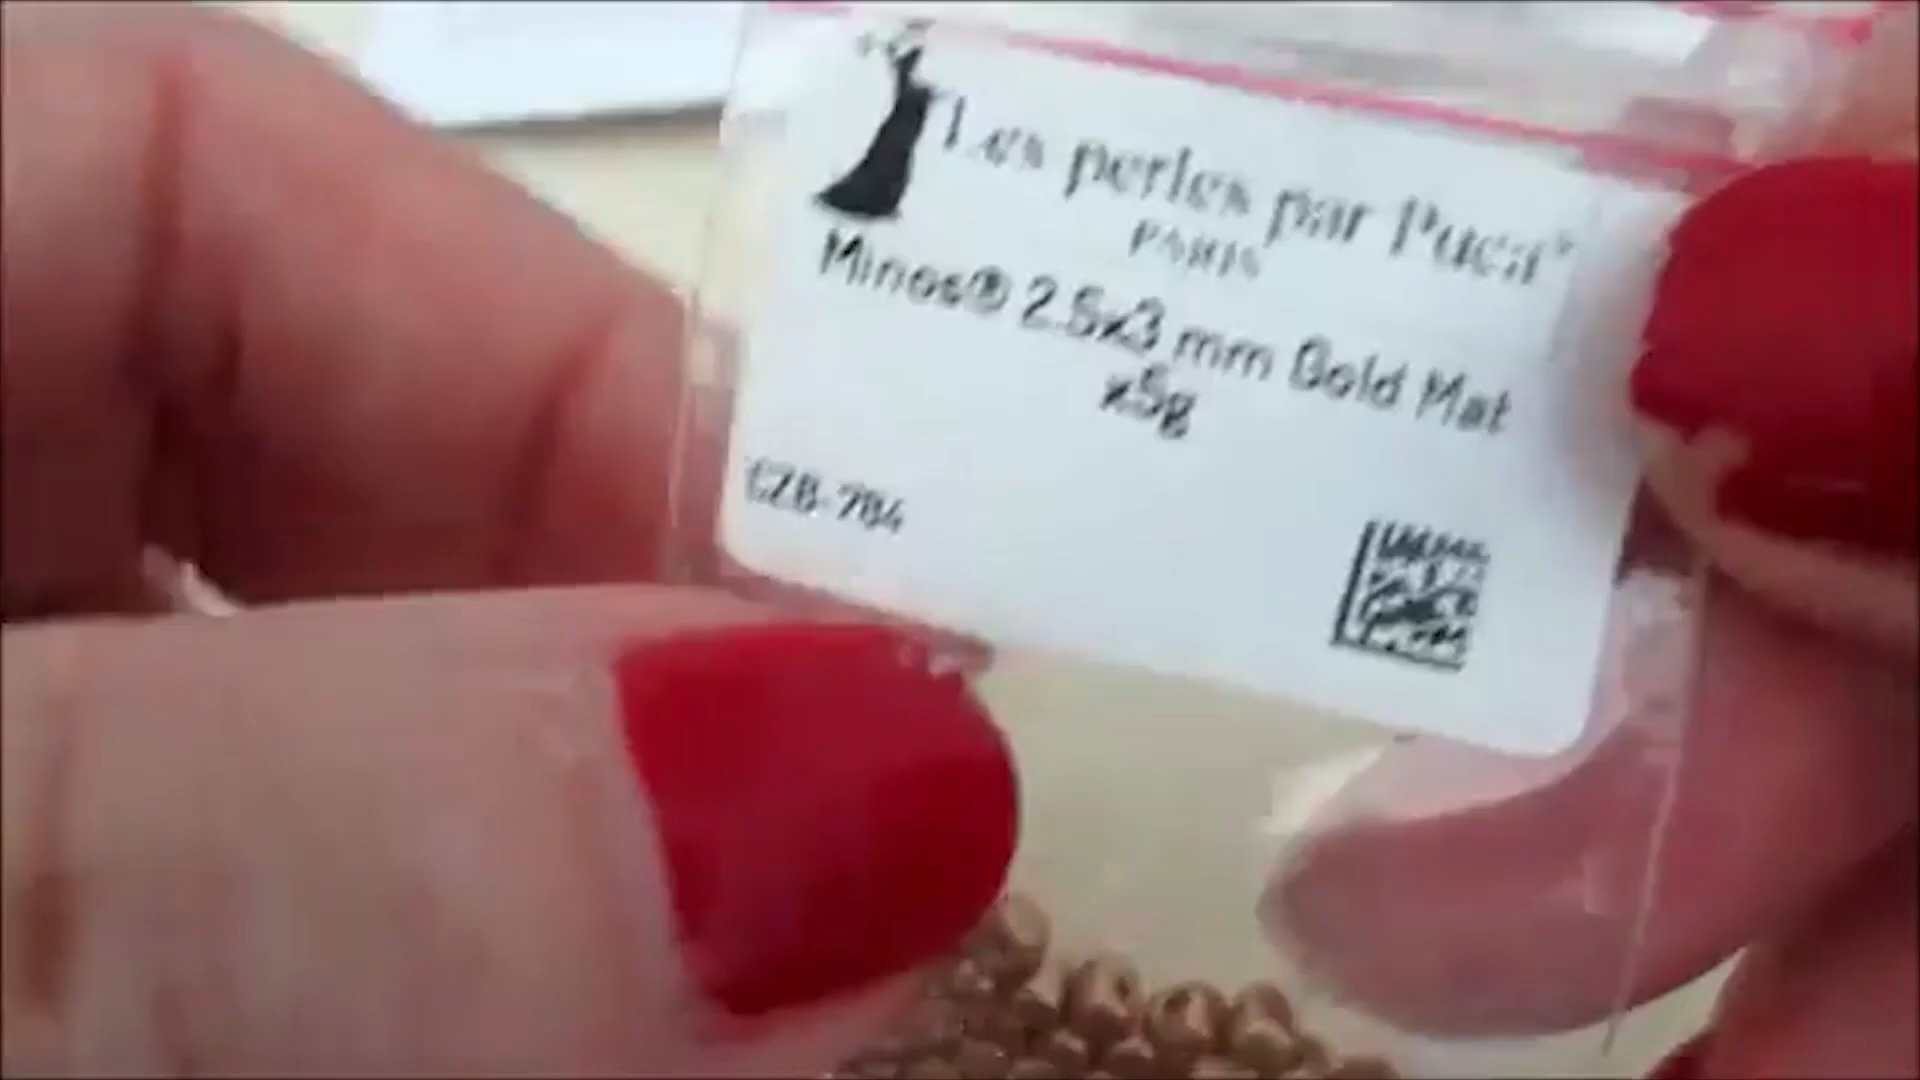 Les perles par Puca®
PARIS
Minos® 2.5x3 mm Gold Mat
x5g
CZB-784